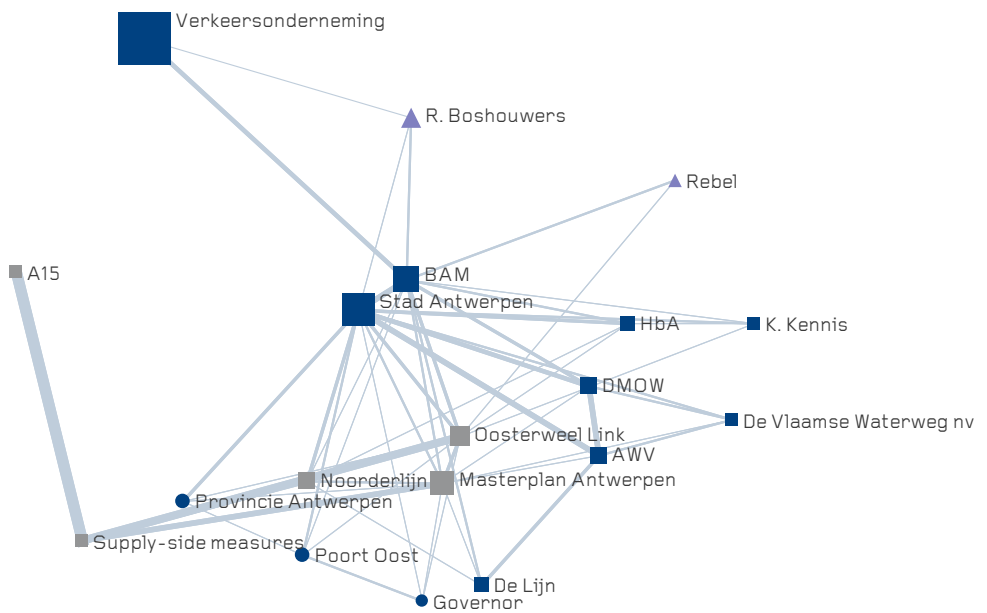 Verkeersonderneming
R. Boshouwers
Rebel
A15
BAM
Stad Antwerpen
HbA
K. Kennis
DMOW
De Vlaamse Waterweg nv
Oosterweel Link
AWV
Noorderlijn
Masterplan Antwerpen
Provincie Antwerpen
Supply-side measures
Poort Oost
De Lijn
Governor